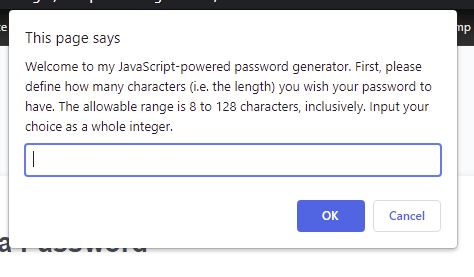 This page says
Welcome to my JavaScript-powered password generator. First, please
define how many characters (i.e. the length) you wish your password to
have. The allowable range is 8 to 128 characters, inclusively. Input your
choice as a whole integer.
OK Cancel
a Password